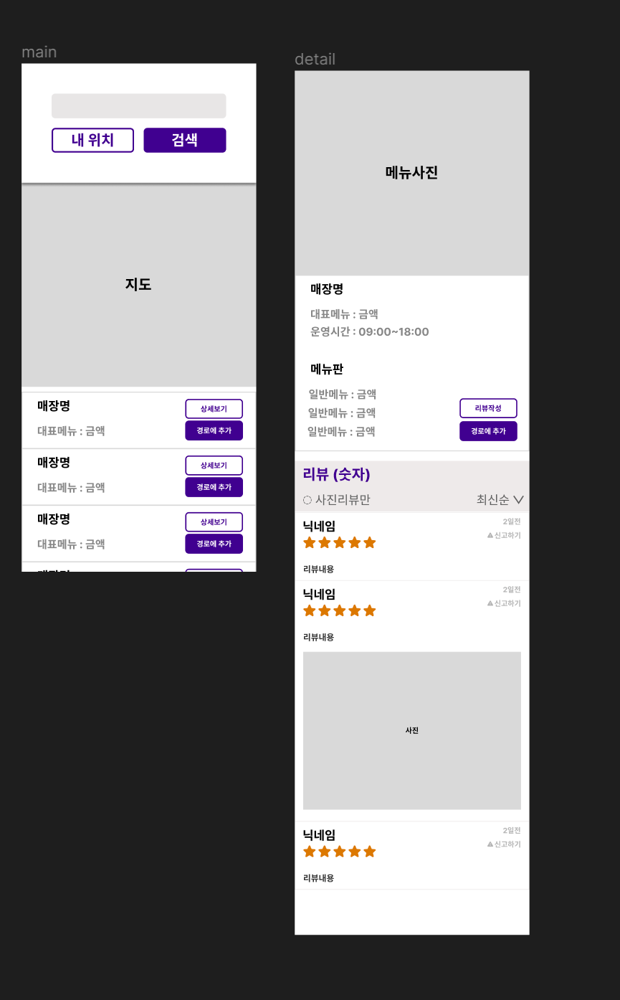 main
내 위치
검색
지도
매장명
상세보기
대표메뉴 : 금액
경로에 추가
매장명
상세보기
대표메뉴 : 금액
경로에 추가
매장명
상세보기
대표메뉴 : 금액
경로에 추가
detail
메뉴사진
매장명
대표메뉴 : 금액
운영시간 : 09:00~18:00
메뉴판
일반메뉴 : 금액
일반메뉴 : 금액
일반메뉴 : 금액
리뷰작성
경로에 추가
리뷰 (숫자)
사진리뷰만
최신순
닉네임
2일전
신고하기
리뷰내용
닉네임
2일전
신고하기
리뷰내용
사진
닉네임
2일전
신고하기
리뷰내용